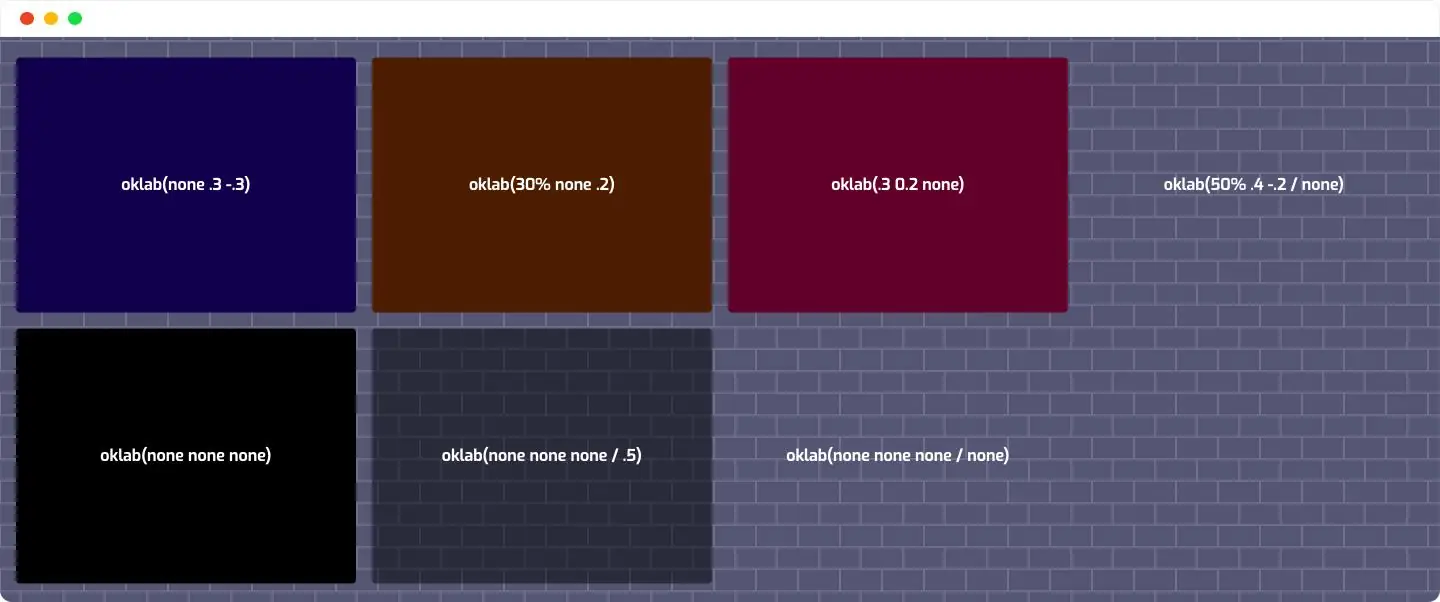 oklab(none .3 -.3)
oklab(30% none .2)
oklab(.3 0.2 none)
oklab(50% .4 -.2 / none)
oklab(none none none)
oklab(none none none / .5)
oklab(none none none / none)